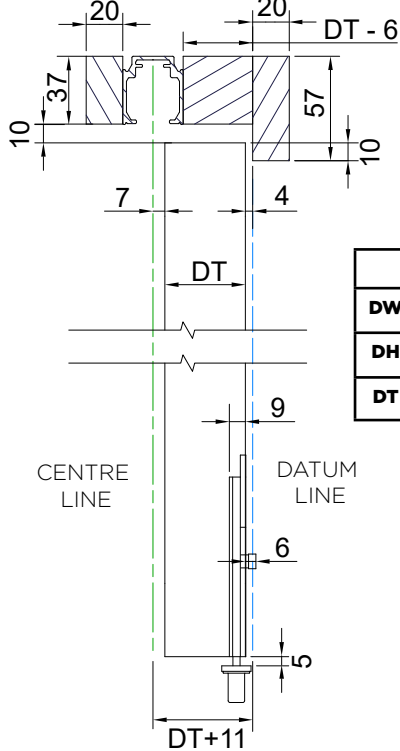 20
20
DT - 6
37
57
10
10
7
4
DT
DW
DH
DT
9
CENTRE
LINE
DATUM
LINE
6
5
DT+11